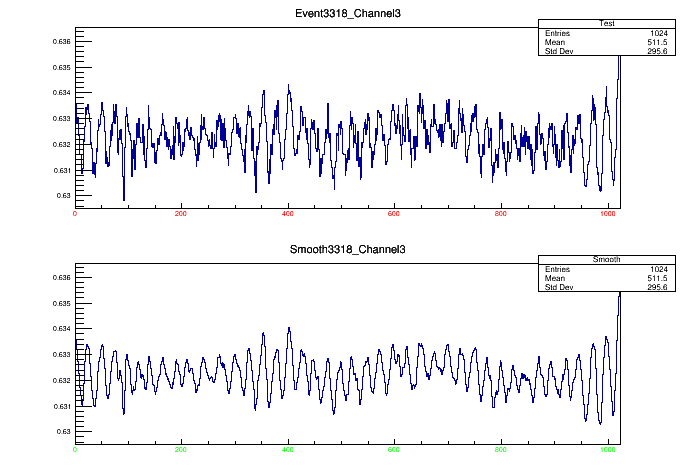 Event3318_Channel3
Test
Entries 1024
Mean 511.5
Std Dev 295.6
0.636
0.635
0.634
0.633
0.632
0.631
0.63
0 200 400 600 800 1000
Smooth3318_Channel3
Smooth
Entries 1024
Mean 511.5
Std Dev 295.6
0.636
0.635
0.634
0.633
0.632
0.631
0.63
0 200 400 600 800 1000